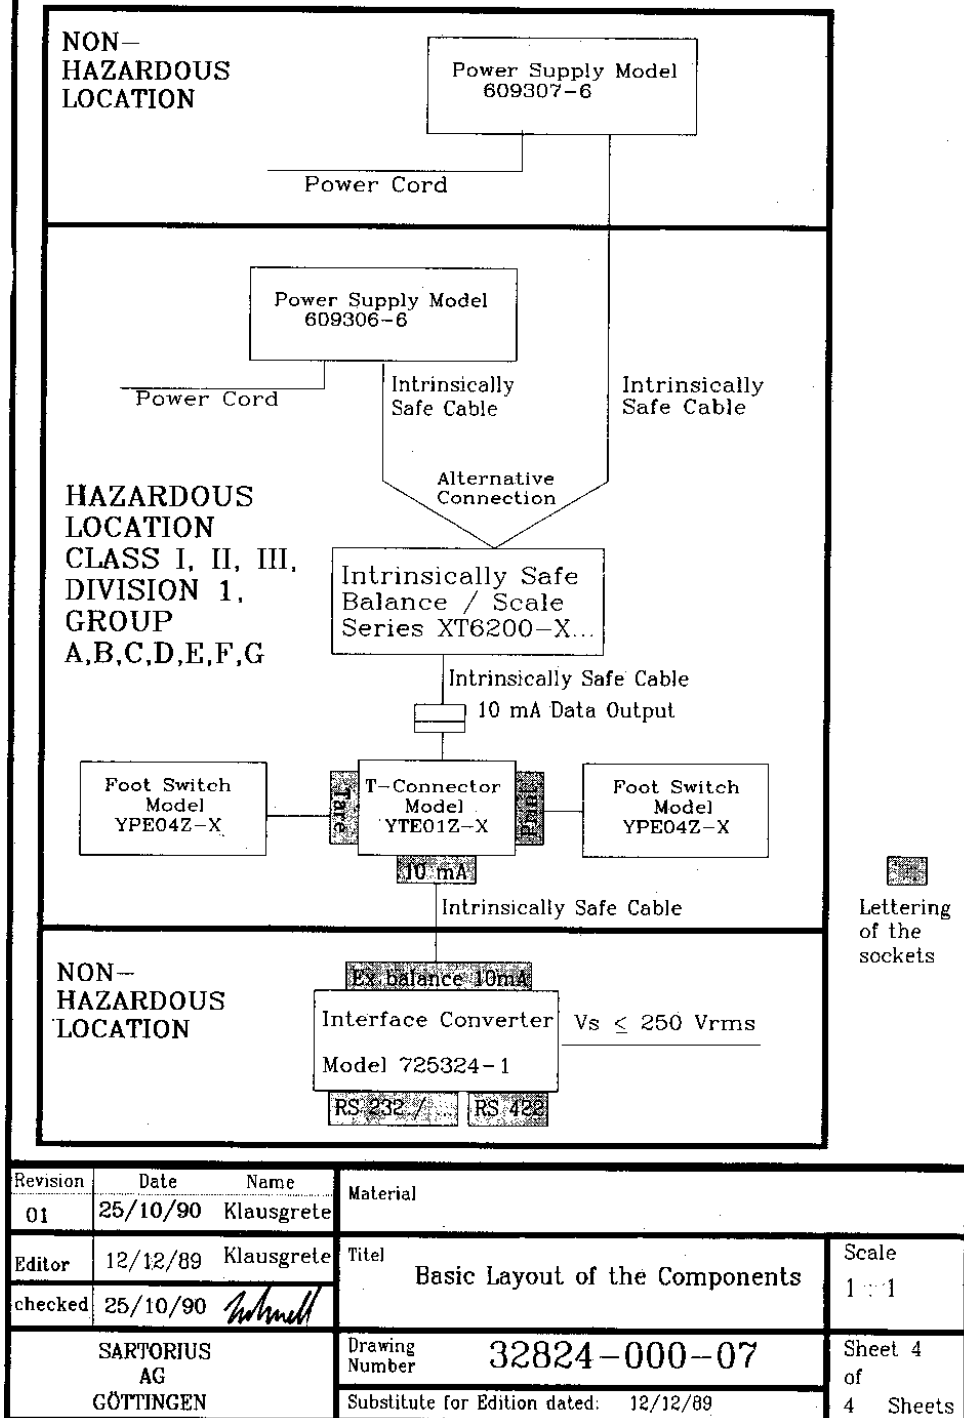 NON-
HAZARDOUS
LOCATION
Power Supply Model
609307-6
Power Cord
Power Supply Model
609306-6
Power Cord
Intrinsically
Safe Cable
Intrinsically
Safe Cable
Alternative
Connection
HAZARDOUS
LOCATION
CLASS I, II, III,
DIVISION 1,
GROUP
A,B,C,D,E,F,G
Intrinsically Safe
Balance / Scale
Series XT6200-X...
Intrinsically Safe Cable
10 mA Data Output
Foot Switch
Model
YPE04Z-X
Tare
T-Connector
Model
YTE01Z-X
Foot Switch
Model
YPE04Z-X
10 mA
Intrinsically Safe Cable
Lettering
of the
sockets
NON-
HAZARDOUS
LOCATION
Ex balance 10mA
Interface Converter
Model 725324-1
Vs ≤ 250 Vrms
RS 232 / ...
RS 422
Revision Date Name
01 25/10/90 Klausgrete
Material
Editor 12/12/89 Klausgrete
checked 25/10/90
Titel
Basic Layout of the Components
Scale
1 : 1
SARTORIUS
AG
GÖTTINGEN
Drawing
Number
32824-000-07
Substitute for Edition dated: 12/12/89
Sheet 4
of
4 Sheets